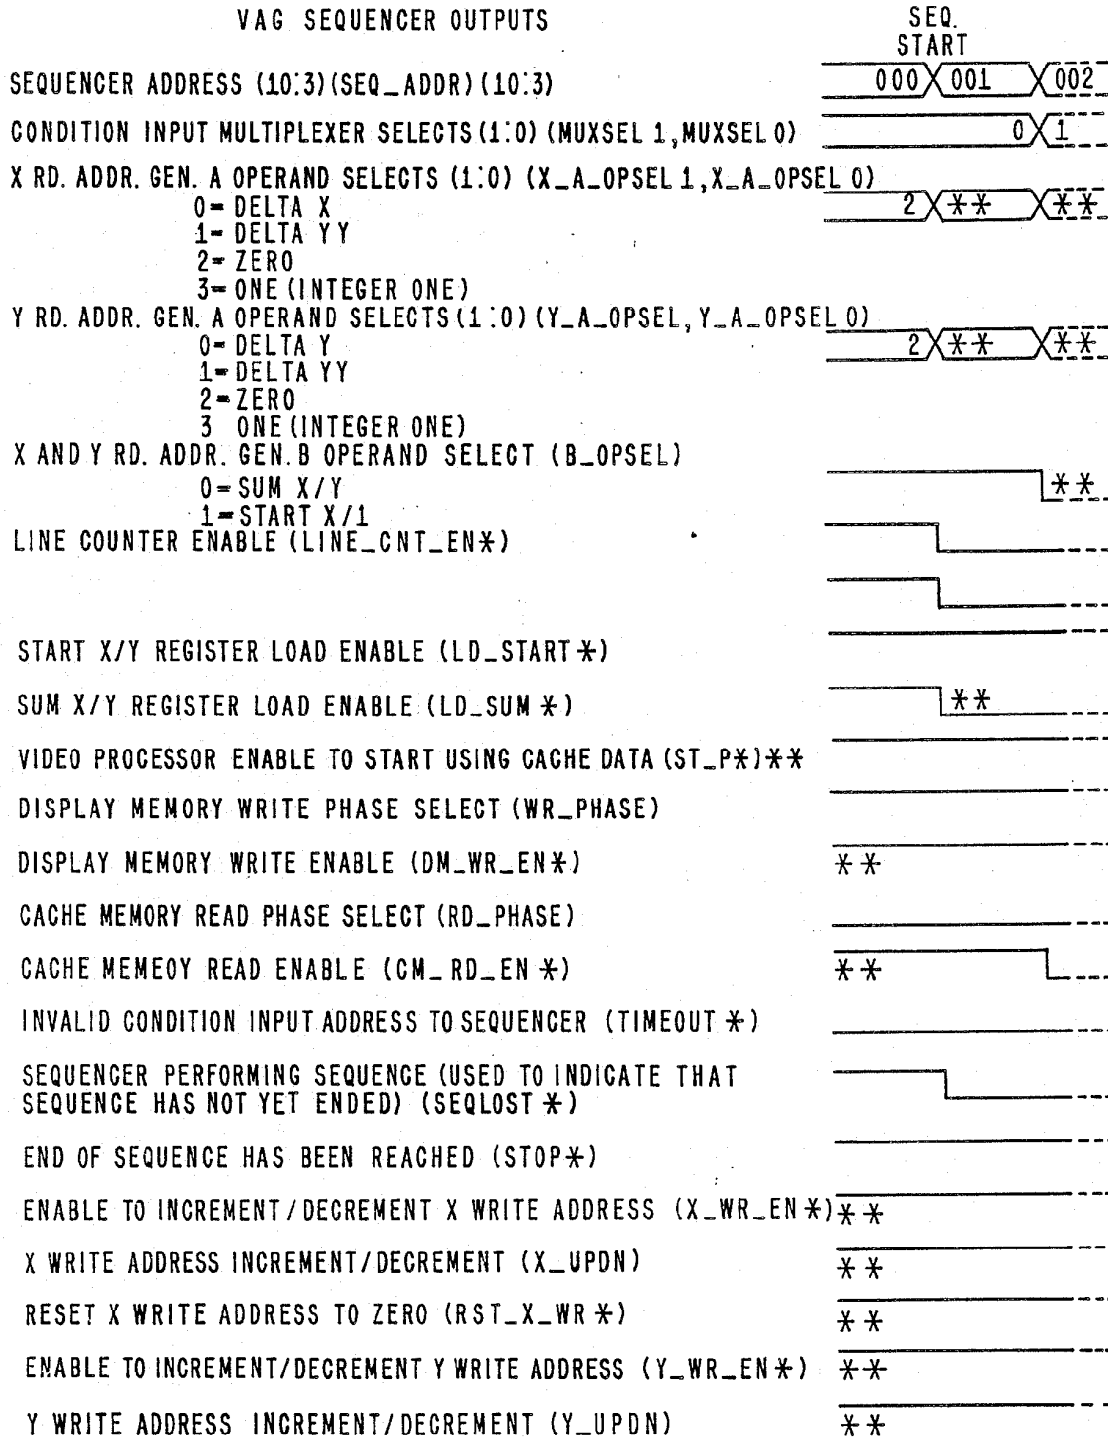 VAG SEQUENCER OUTPUTS
SEQ.
START
SEQUENCER ADDRESS (10:3)(SEQ_ADDR)(10:3)
000 001 002
CONDITION INPUT MULTIPLEXER SELECTS (1:0) (MUXSEL 1,MUXSEL 0)
0 1
X RD. ADDR. GEN. A OPERAND SELECTS (1:0) (X_A_OPSEL 1,X_A_OPSEL 0)
2 ** **
0= DELTA X
1= DELTA YY
2= ZERO
3= ONE (INTEGER ONE)
Y RD. ADDR. GEN. A OPERAND SELECTS (1:0) (Y_A_OPSEL, Y_A_OPSEL 0)
2 ** **
0= DELTA Y
1= DELTA YY
2=ZERO
3 ONE (INTEGER ONE)
X AND Y RD. ADDR. GEN. B OPERAND SELECT (B_OPSEL)
**
0=SUM X/Y
1=START X/1
LINE COUNTER ENABLE (LINE_CNT_EN*)
START X/Y REGISTER LOAD ENABLE (LD_START*)
SUM X/Y REGISTER LOAD ENABLE (LD_SUM *)
**
VIDEO PROCESSOR ENABLE TO START USING CACHE DATA (ST_P*)**
DISPLAY MEMORY WRITE PHASE SELECT (WR_PHASE)
DISPLAY MEMORY WRITE ENABLE (DM_WR_EN*)
**
CACHE MEMORY READ PHASE SELECT (RD_PHASE)
CACHE MEMEOY READ ENABLE (CM_RD_EN *)
**
INVALID CONDITION INPUT ADDRESS TO SEQUENCER (TIMEOUT *)
SEQUENCER PERFORMING SEQUENCE (USED TO INDICATE THAT
SEQUENCE HAS NOT YET ENDED) (SEQLOST *)
END OF SEQUENCE HAS BEEN REACHED (STOP*)
ENABLE TO INCREMENT/DECREMENT X WRITE ADDRESS (X_WR_EN *)**
X WRITE ADDRESS INCREMENT/DECREMENT (X_UPDN)
**
RESET X WRITE ADDRESS TO ZERO (RST_X_WR *)
**
ENABLE TO INCREMENT/DECREMENT Y WRITE ADDRESS (Y_WR_EN*)
**
Y WRITE ADDRESS INCREMENT/DECREMENT (Y_UPDN)
**